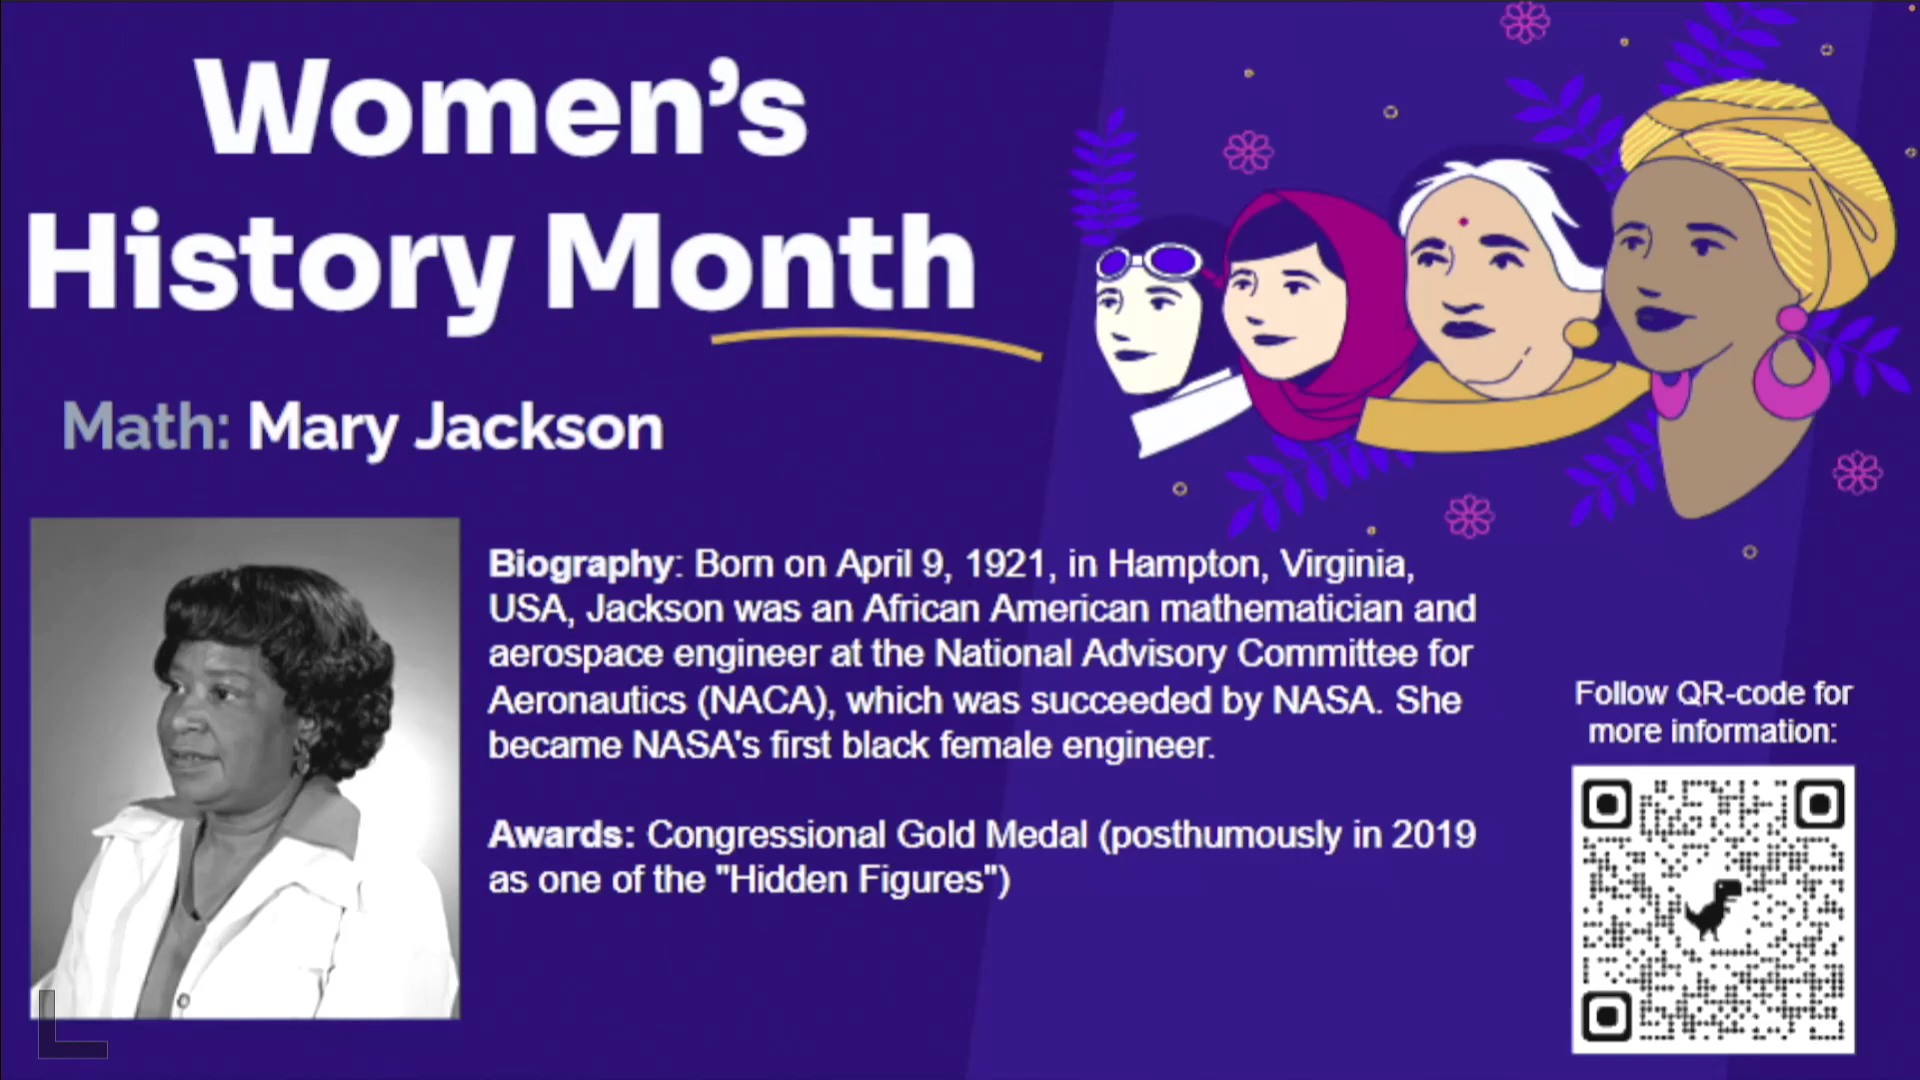 Women’s
History Month
Math: Mary Jackson
Biography: Born on April 9, 1921, in Hampton, Virginia,
USA, Jackson was an African American mathematician and
aerospace engineer at the National Advisory Committee for
Aeronautics (NACA), which was succeeded by NASA. She
became NASA's first black female engineer.
Awards: Congressional Gold Medal (posthumously in 2019
as one of the "Hidden Figures")
Follow QR-code for
more information: